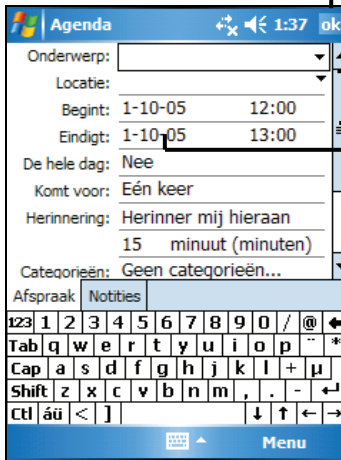 Agenda 1:37 ok
Onderwerp:
Locatie:
Begint: 1-10-05 12:00
Eindigt: 1-10-05 13:00
De hele dag: Nee
Komt voor: Eén keer
Herinnering: Herinner mij hieraan
15 minuut (minuten)
Categorieën: Geen categorieën...
Afspraak Notities
123 1 2 3 4 5 6 7 8 9 0 / @ 
Tab q w e r t y u i o p ¨ *
Cap a s d f g h j k l + µ
Shift z x c v b n m , . - ↵
Ctl áü < ] ↓ ↑ ← →
Menu